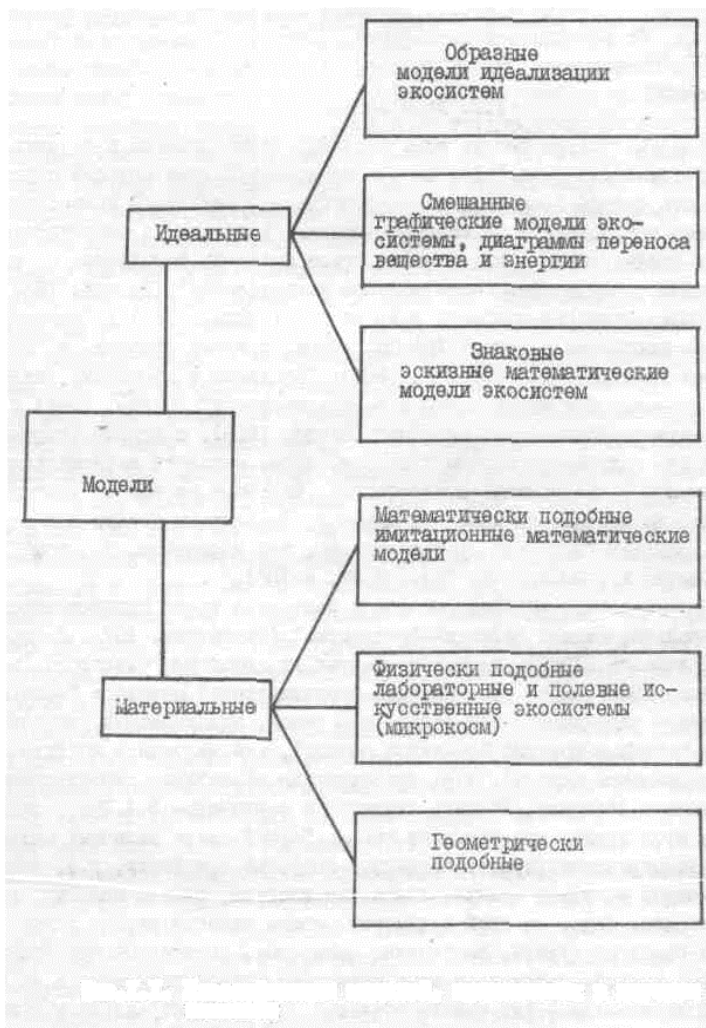 Образные
модели идеализации
экосистем
Смешанные
графические модели эко-
системы, диаграммы переноса
вещества и энергии
Идеальные
Знаковые
эскизные математические
модели экосистем
Модели
Математически подобные
имитационные математические
модели
Физически подобные
лабораторные и полевые ис-
кусственные экосистемы
(микрокосм)
Материальные
Геометрически
подобные